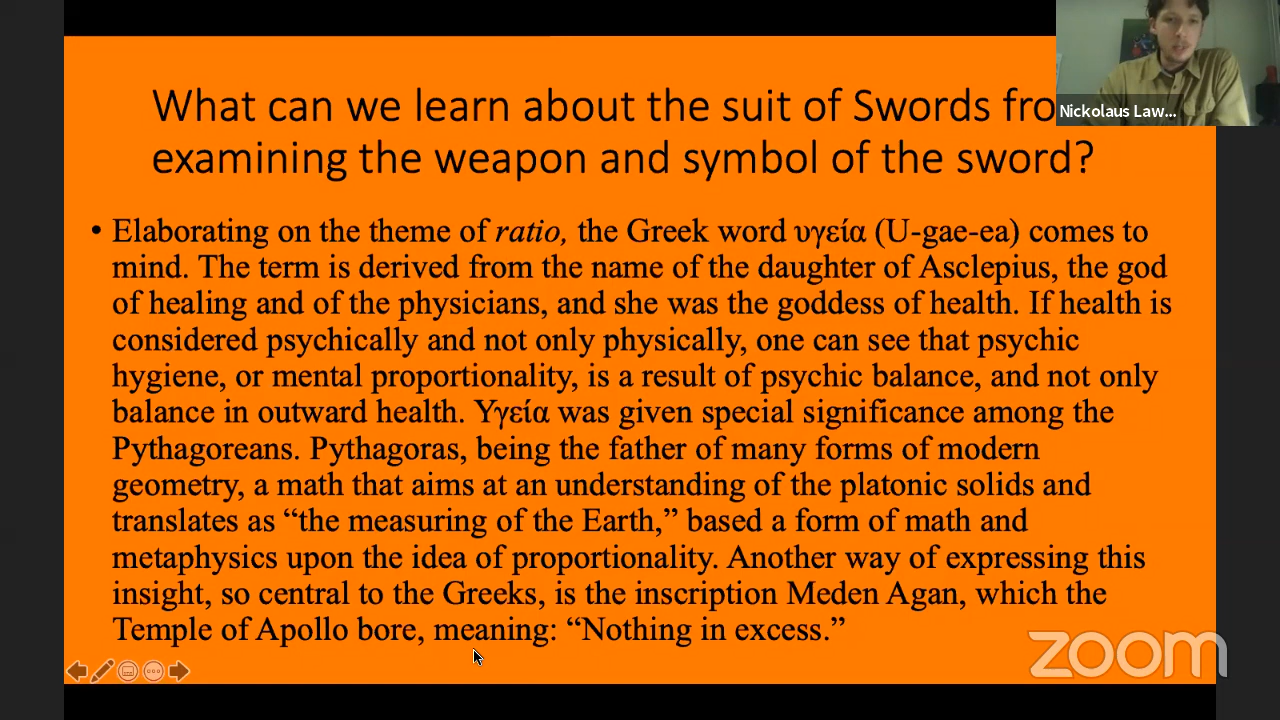 What can we learn about the suit of Swords fro
examining the weapon and symbol of the sword?
Nickolaus Law...
• Elaborating on the theme of ratio, the Greek word υγεία (U-gae-ea) comes to
mind. The term is derived from the name of the daughter of Asclepius, the god
of healing and of the physicians, and she was the goddess of health. If health is
considered psychically and not only physically, one can see that psychic
hygiene, or mental proportionality, is a result of psychic balance, and not only
balance in outward health. Υγεία was given special significance among the
Pythagoreans. Pythagoras, being the father of many forms of modern
geometry, a math that aims at an understanding of the platonic solids and
translates as “the measuring of the Earth,” based a form of math and
metaphysics upon the idea of proportionality. Another way of expressing this
insight, so central to the Greeks, is the inscription Meden Agan, which the
Temple of Apollo bore, meaning: “Nothing in excess.”
zoom